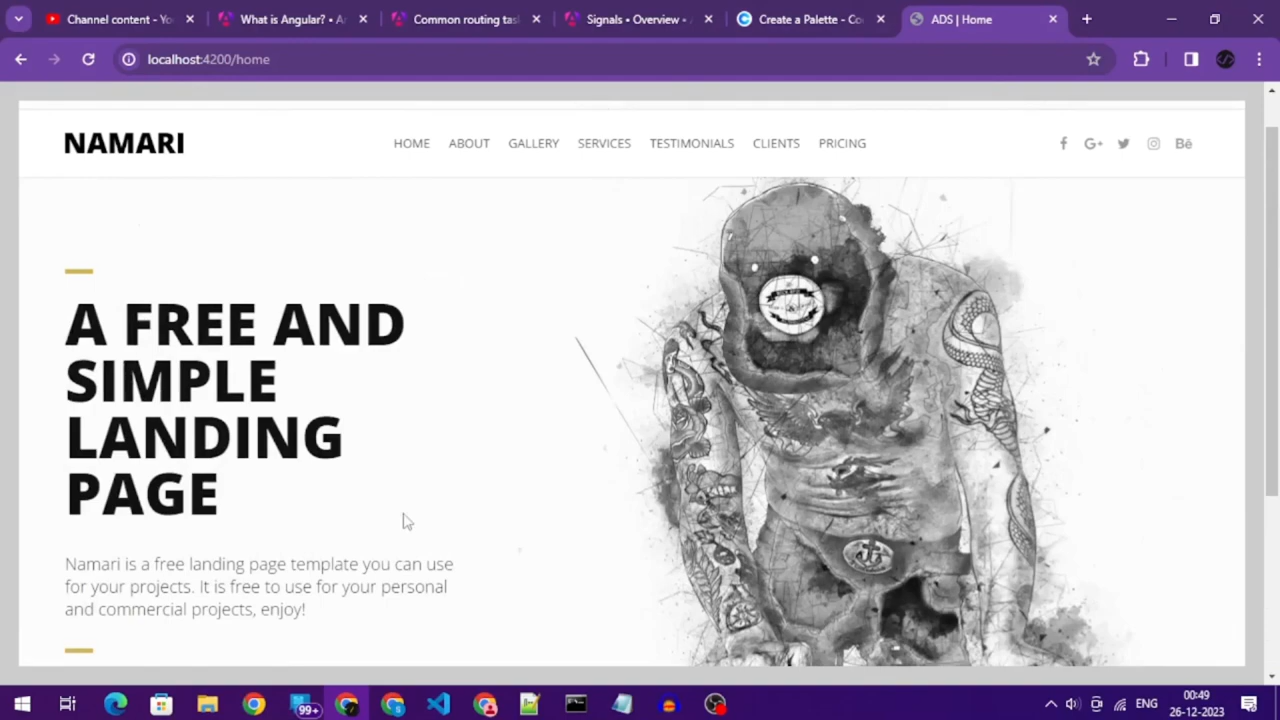 Channel content - Yo
What is Angular? • A
Common routing tas
Signals • Overview •
Create a Palette - Co
ADS | Home
localhost:4200/home
NAMARI
HOME
ABOUT
GALLERY
SERVICES
TESTIMONIALS
CLIENTS
PRICING
G+
Bē
A FREE AND
SIMPLE
LANDING
PAGE
Namari is a free landing page template you can use
for your projects. It is free to use for your personal
and commercial projects, enjoy!
99+
ENG
00:49
26-12-2023